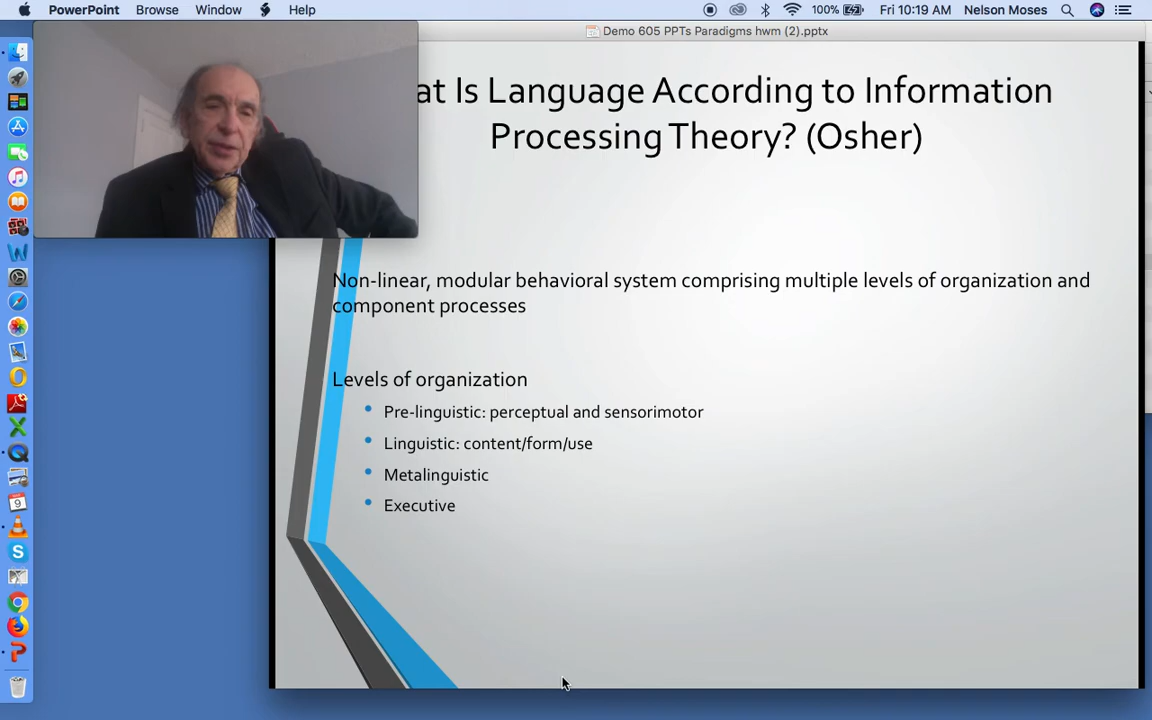 PowerPoint Browse Window Help 100% Fri 10:19 AM Nelson Moses
Demo 605 PPTs Paradigms hwm (2).pptx
at Is Language According to Information
Processing Theory? (Osher)
Non-linear, modular behavioral system comprising multiple levels of organization and
component processes
Levels of organization
• Pre-linguistic: perceptual and sensorimotor
• Linguistic: content/form/use
• Metalinguistic
• Executive